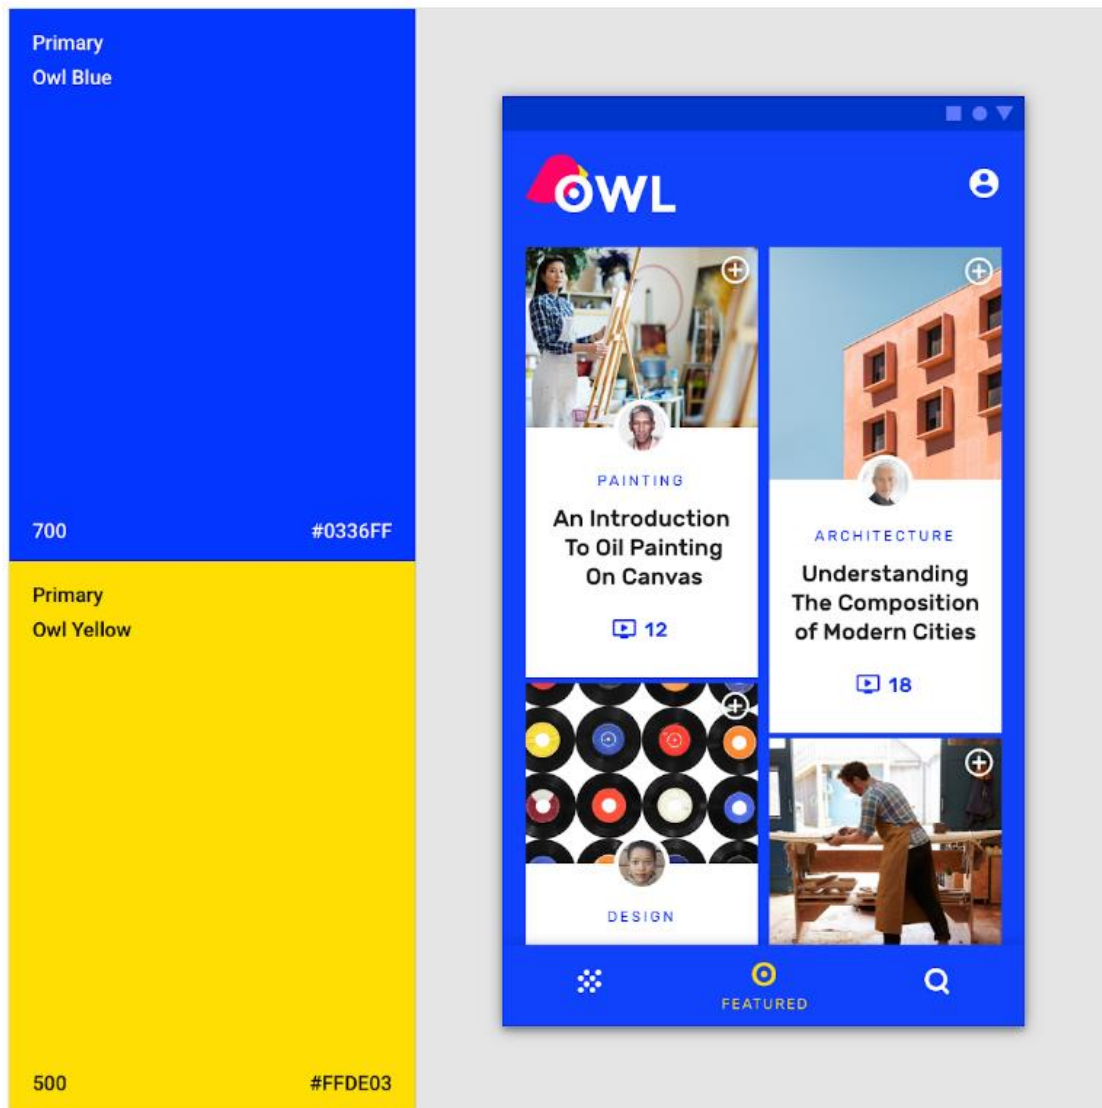 Primary
Owl Blue
700 #0336FF
Primary
Owl Yellow
500 #FFDE03
OWL
PAINTING
An Introduction
To Oil Painting
On Canvas
12
ARCHITECTURE
Understanding
The Composition
of Modern Cities
18
DESIGN
FEATURED